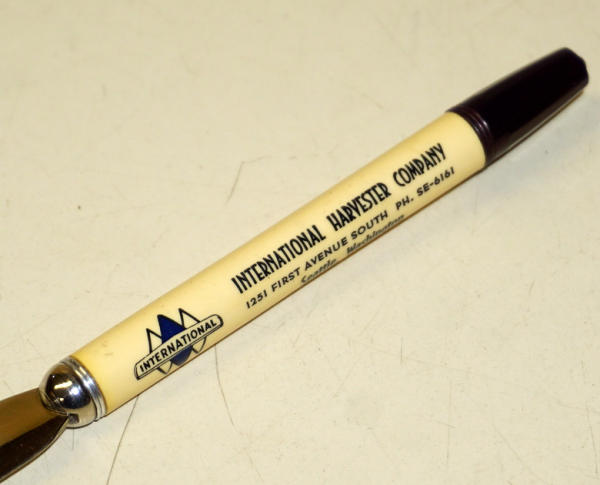 INTERNATIONAL
INTERNATIONAL HARVESTER COMPANY
1251 FIRST AVENUE SOUTH PH. SE-6161
Seattle, Washington